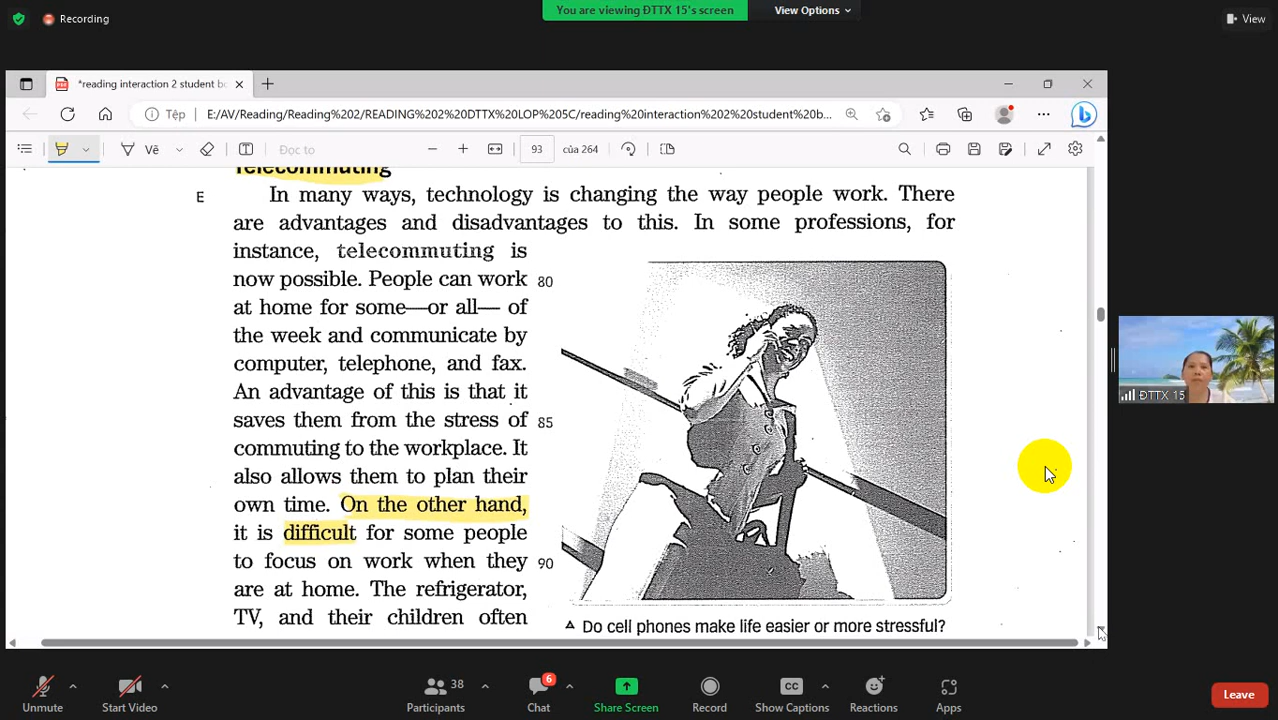 Recording
You are viewing ĐTTX 15's screen
View Options
View
*reading interaction 2 student bo
Tệp
E:/AV/Reading/Reading%202/READING%202%20DTTX%20LOP%205C/reading%20interaction%202%20student%20b...
Vẽ
Đọc to
93
của 264
Telecommuting
E
In many ways, technology is changing the way people work. There
are advantages and disadvantages to this. In some professions, for
instance, telecommuting is
now possible. People can work
80
at home for some—or all— of
the week and communicate by
computer, telephone, and fax.
An advantage of this is that it
saves them from the stress of
85
commuting to the workplace. It
also allows them to plan their
own time. On the other hand,
it is difficult for some people
to focus on work when they
90
are at home. The refrigerator,
TV, and their children often
Do cell phones make life easier or more stressful?
ĐTTX 15
Unmute
Start Video
38
Participants
6
Chat
Share Screen
Record
CC
Show Captions
Reactions
Apps
Leave